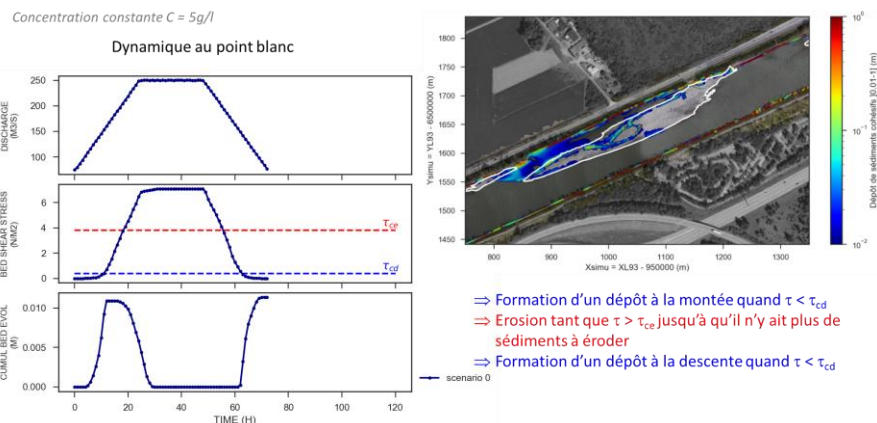 Concentration constante C = 5g/l
Dynamique au point blanc
DISCHARGE
(M3/S)
250
200
150
100
BED SHEAR STRESS
(N/M2)
6
4
2
0
τce
τcd
CUMUL BED EVOL
(M)
0.010
0.005
0.000
0 20 40 60 80 100 120
TIME (H)
scenario 0
Ysimu = YL93 - 6500000 (m)
1800
1750
1700
1650
1600
1550
1500
1450
800 900 1000 1100 1200 1300
Xsimu = XL93 - 950000 (m)
10⁰
10⁻¹
10⁻²
Dépôt de sédiments cohésifs [0.01-1] (m)
⇒ Formation d'un dépôt à la montée quand τ < τcd
⇒ Erosion tant que τ > τce jusqu'à qu'il n'y ait plus de
sédiments à éroder
⇒ Formation d'un dépôt à la descente quand τ < τcd